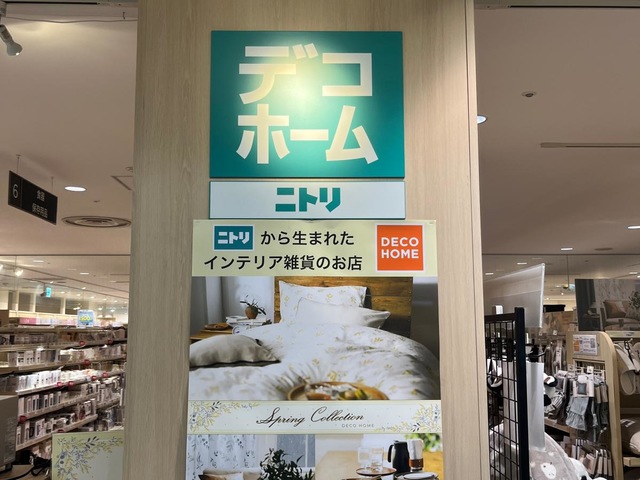 デコ
ホーム
ニトリ
ニトリ から生まれた
インテリア雑貨のお店
DECO
HOME
Spring Collection
DECO HOME
6